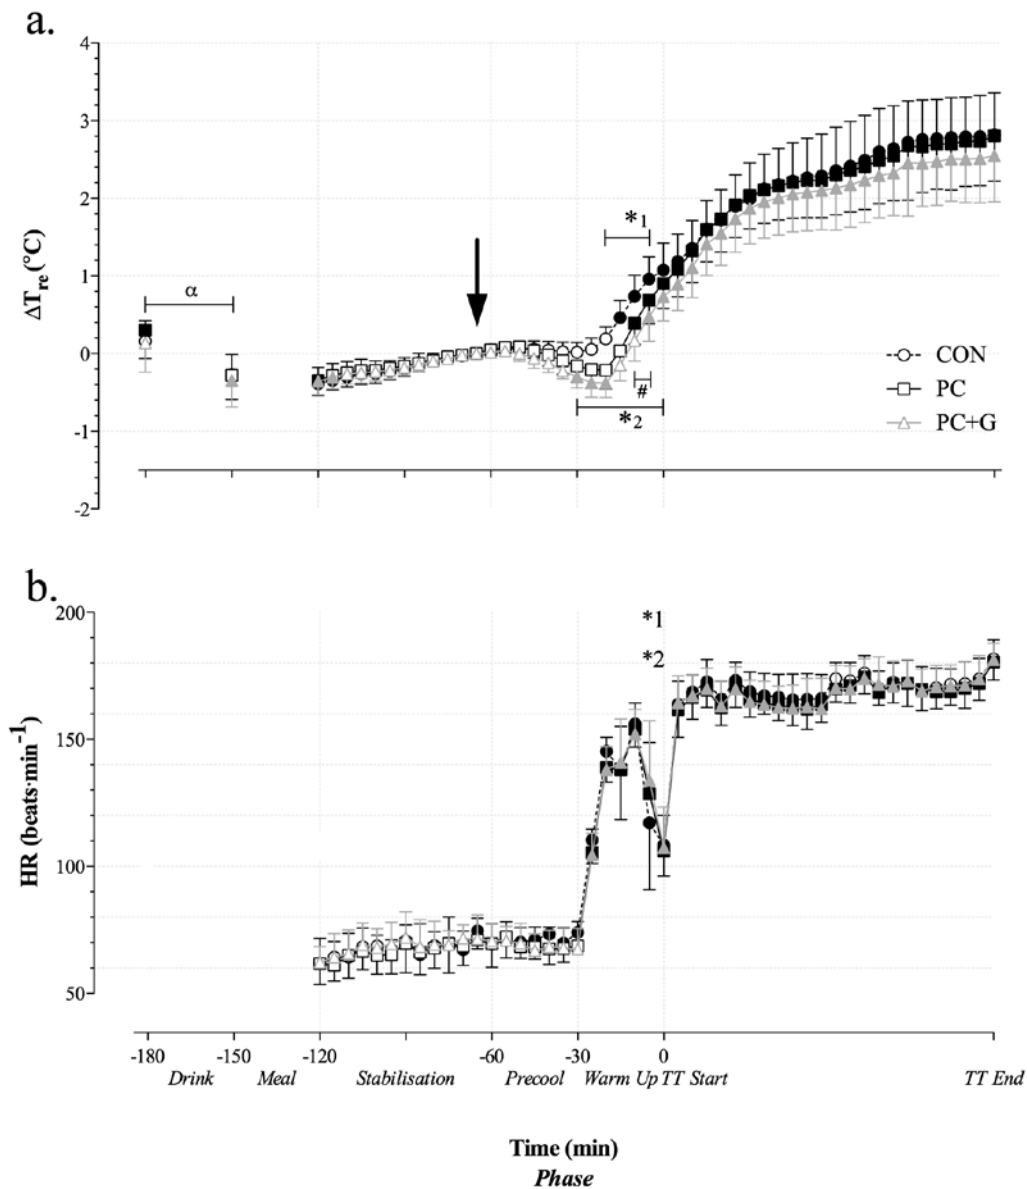 a.
4
3
2
1
0
-1
-2
ΔTre (°C)
α
*1
#
*2
CON
PC
PC+G
b.
200
150
100
50
HR (beats·min-1)
*1
*2
-180 -150 -120 -60 -30 0
Drink Meal Stabilisation Precool Warm Up TT Start TT End
Time (min)
Phase